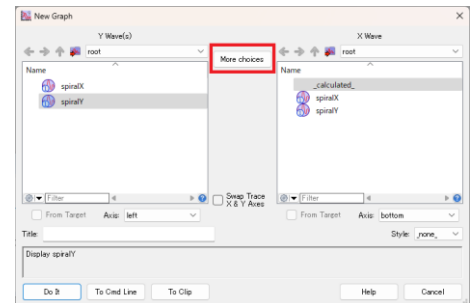 New Graph
Y Wave(s)
X Wave
root
More choices
root
Name
Name
spiralX
_calculated_
spiralY
spiralX
spiralY
Filter
Swap Trace
X & Y Axes
Filter
From Target Axis: left
From Target Axis: bottom
Title:
Style: _none_
Display spiralY
Do It
To Cmd Line
To Clip
Help
Cancel